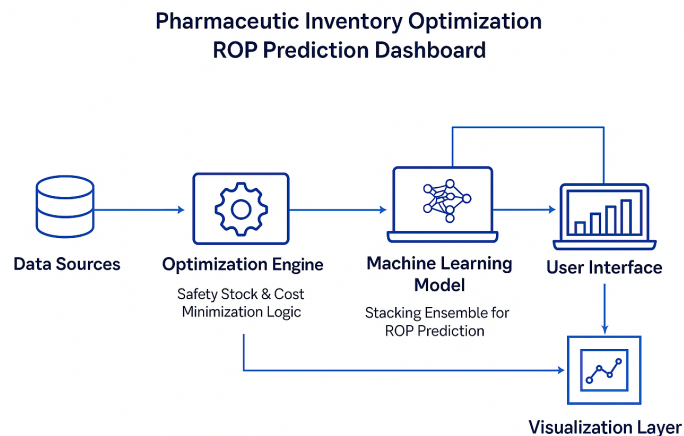 Pharmaceutic Inventory Optimization
ROP Prediction Dashboard
Data Sources
Optimization Engine
Safety Stock & Cost
Minimization Logic
Machine Learning
Model
Stacking Ensemble for
ROP Prediction
User Interface
Visualization Layer